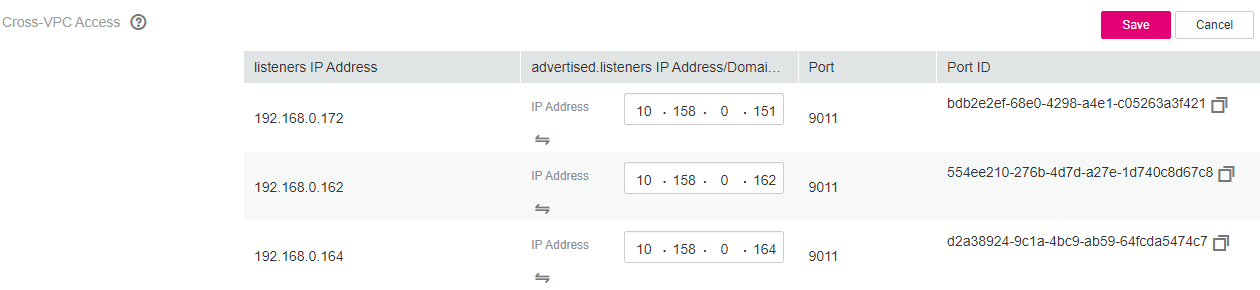 Cross-VPC Access ?
Save Cancel
listeners IP Address advertised.listeners IP Address/Domai... Port Port ID
192.168.0.172 IP Address 10 . 158 . 0 . 151 9011 bdb2e2ef-68e0-4298-a4e1-c05263a3f421
192.168.0.162 IP Address 10 . 158 . 0 . 162 9011 554ee210-276b-4d7d-a27e-1d740c8d67c8
192.168.0.164 IP Address 10 . 158 . 0 . 164 9011 d2a38924-9c1a-4bc9-ab59-64fcda5474c7